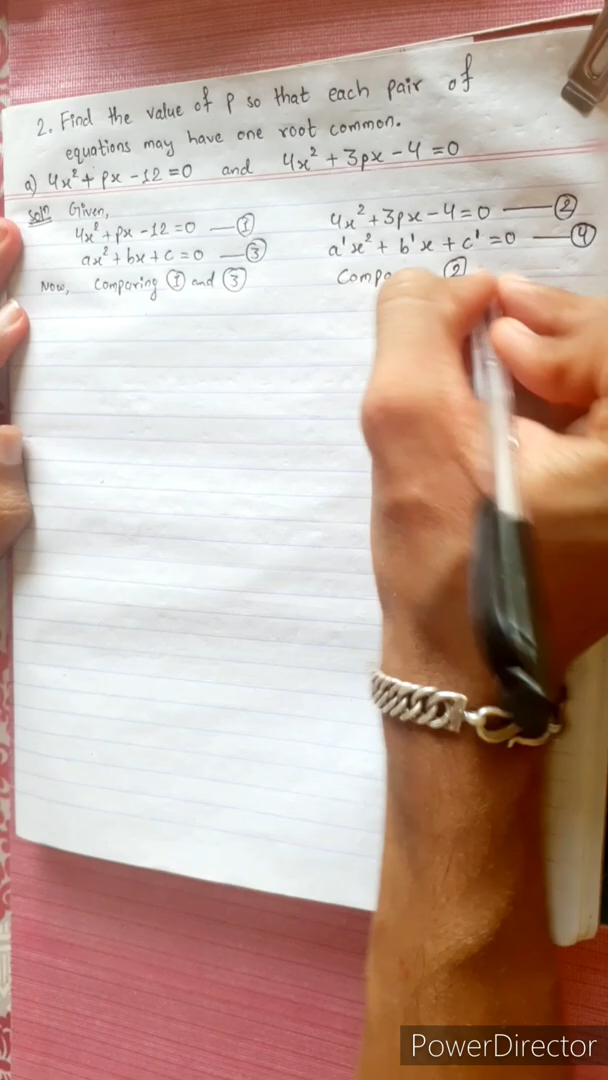 2. Find the value of p so that each pair of
equations may have one root common.
a) 4x² + px - 12 = 0 and 4x² + 3px - 4 = 0
Solⁿ Given,
4x² + px - 12 = 0 — ①
4x² + 3px - 4 = 0 — ②
ax² + bx + c = 0 — ③
a'x² + b'x + c' = 0 — ④
Now, Comparing ① and ③
②
PowerDirector